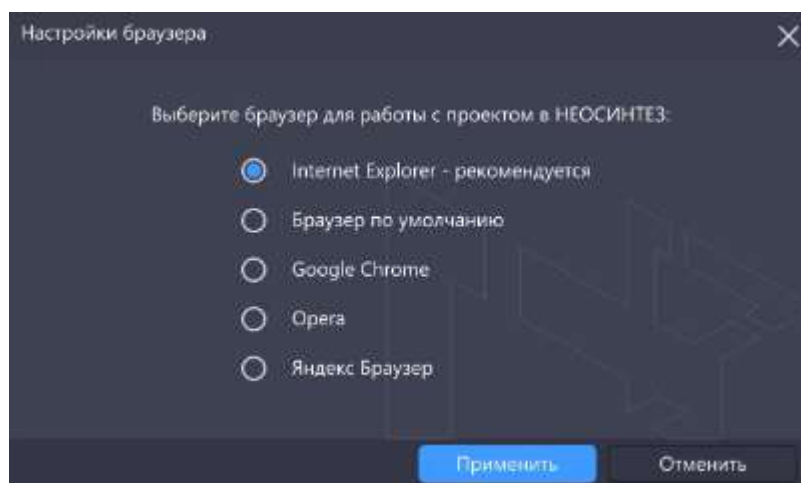 Настройки браузера
Выберите браузер для работы с проектом в НЕОСИНТЕЗ:
Internet Explorer - рекомендуется
Браузер по умолчанию
Google Chrome
Opera
Яндекс Браузер
Применить
Отменить